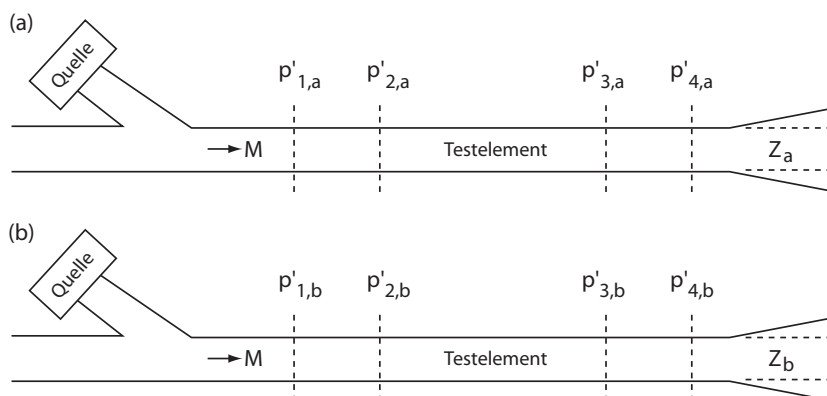 (a)
Quelle
p'1,a p'2,a p'3,a p'4,a
M Testelement Za
(b)
Quelle
p'1,b p'2,b p'3,b p'4,b
M Testelement Zb